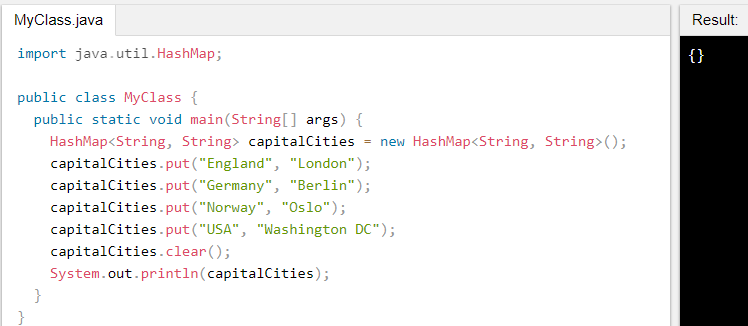 MyClass.java
Result:
import java.util.HashMap;
{}
public class MyClass {
  public static void main(String[] args) {
    HashMap<String, String> capitalCities = new HashMap<String, String>();
    capitalCities.put("England", "London");
    capitalCities.put("Germany", "Berlin");
    capitalCities.put("Norway", "Oslo");
    capitalCities.put("USA", "Washington DC");
    capitalCities.clear();
    System.out.println(capitalCities);
  }
}